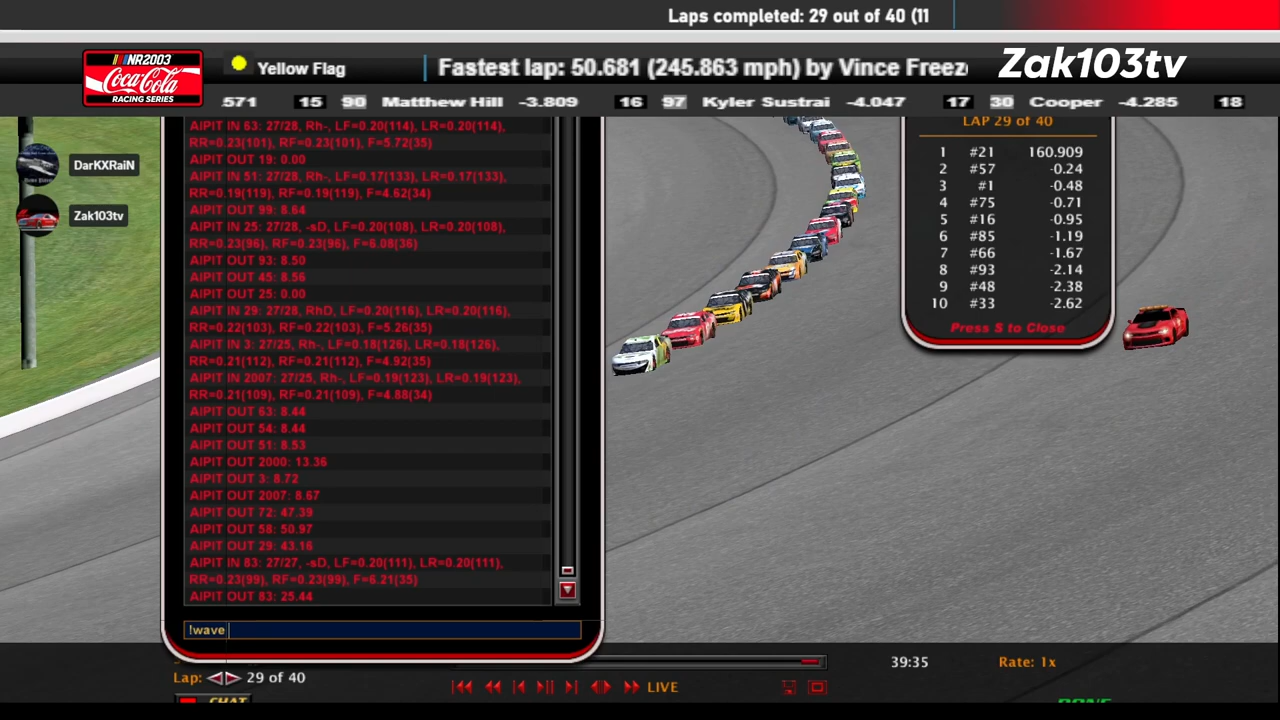 Laps completed: 29 out of 40 (11
NR2003
Coca-Cola
RACING SERIES
Yellow Flag
Fastest lap: 50.681 (245.863 mph) by Vince Freeze
Zak103tv
571 15 90 Matthew Hill -3.809 16 97 Kyler Sustrai -4.047 17 30 Cooper -4.285 18
DarKXRaiN
Zak103tv
AIPIT IN 63: 27/28, Rh-, LF=0.20(114), LR=0.20(114),
RR=0.23(101), RF=0.23(101), F=5.72(35)
AIPIT OUT 19: 0.00
AIPIT IN 51: 27/28, Rh-, LF=0.17(133), LR=0.17(133),
RR=0.19(119), RF=0.19(119), F=4.62(34)
AIPIT OUT 99: 8.64
AIPIT IN 25: 27/28, -sD, LF=0.20(108), LR=0.20(108),
RR=0.23(96), RF=0.23(96), F=6.08(36)
AIPIT OUT 93: 8.50
AIPIT OUT 45: 8.56
AIPIT OUT 25: 0.00
AIPIT IN 29: 27/28, RhD, LF=0.20(116), LR=0.20(116),
RR=0.22(103), RF=0.22(103), F=5.26(35)
AIPIT IN 3: 27/25, Rh-, LF=0.18(126), LR=0.18(126),
RR=0.21(112), RF=0.21(112), F=4.92(35)
AIPIT IN 2007: 27/25, Rh-, LF=0.19(123), LR=0.19(123),
RR=0.21(109), RF=0.21(109), F=4.88(34)
AIPIT OUT 63: 8.44
AIPIT OUT 54: 8.44
AIPIT OUT 51: 8.53
AIPIT OUT 2000: 13.36
AIPIT OUT 3: 8.72
AIPIT OUT 2007: 8.67
AIPIT OUT 72: 47.39
AIPIT OUT 58: 50.97
AIPIT OUT 29: 43.16
AIPIT IN 83: 27/27, -sD, LF=0.20(111), LR=0.20(111),
RR=0.23(99), RF=0.23(99), F=6.21(35)
AIPIT OUT 83: 25.44
!wave
LAP 29 of 40
1 #21 160.909
2 #57 -0.24
3 #1 -0.48
4 #75 -0.71
5 #16 -0.95
6 #85 -1.19
7 #66 -1.67
8 #93 -2.14
9 #48 -2.38
10 #33 -2.62
Press S to Close
39:35 Rate: 1x
Lap: 29 of 40
LIVE
CHAT
DONE